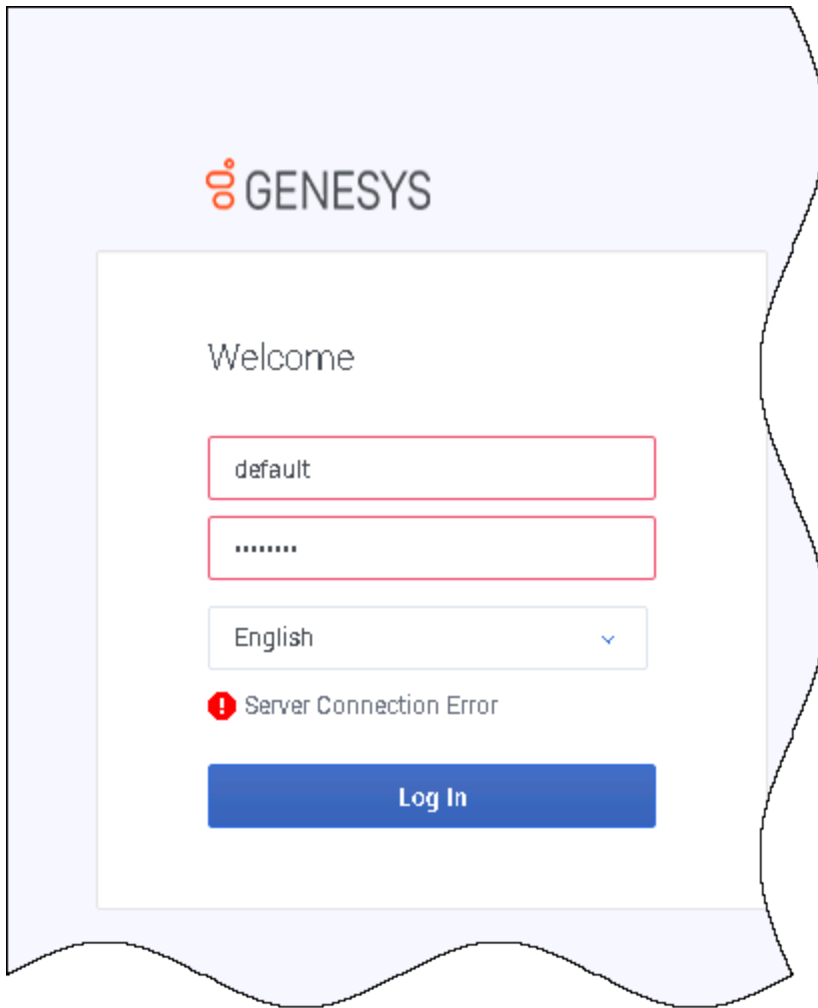 GENESYS
Welcome
default
........
English
Server Connection Error
Log In